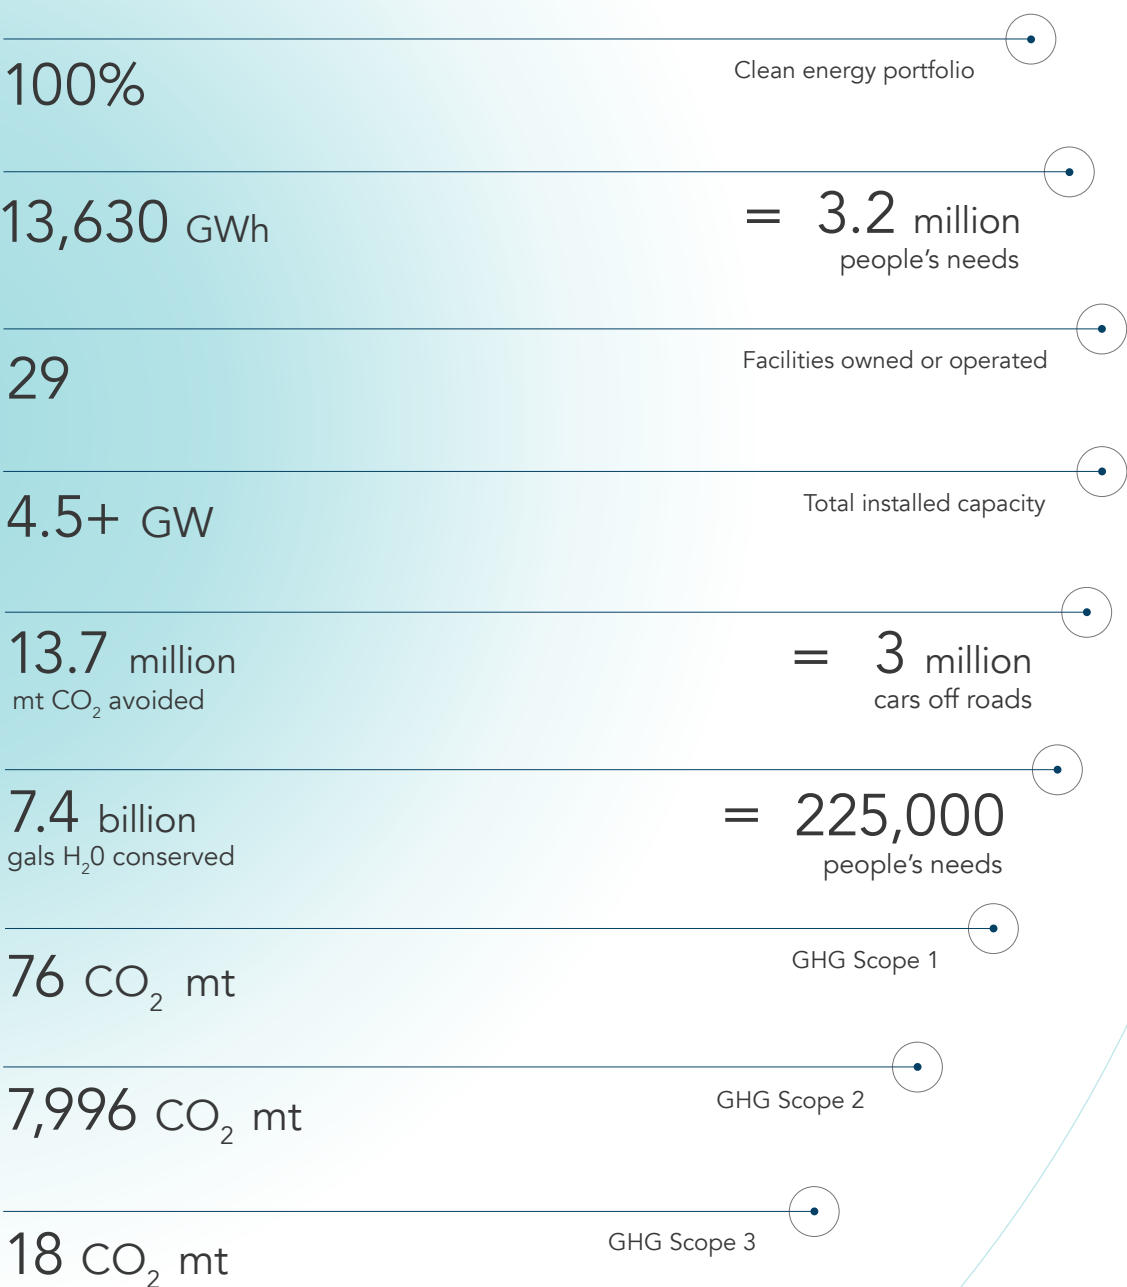 Clean energy portfolio
100%
13,630 GWh = 3.2 million
people’s needs
Facilities owned or operated
29
Total installed capacity
4.5+ GW
13.7 million = 3 million
mt CO₂ avoided cars off roads
7.4 billion = 225,000
gals H₂0 conserved people’s needs
GHG Scope 1
76 CO₂ mt
GHG Scope 2
7,996 CO₂ mt
GHG Scope 3
18 CO₂ mt